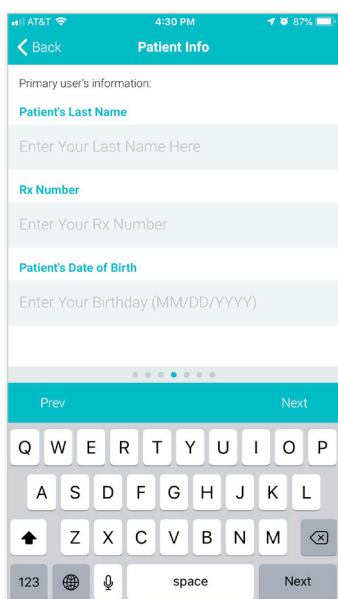 AT&T 4:30 PM 87%
Back Patient Info
Primary user's information:
Patient's Last Name
Enter Your Last Name Here
Rx Number
Enter Your Rx Number
Patient's Date of Birth
Enter Your Birthday (MM/DD/YYYY)
Prev Next
Q W E R T Y U I O P
A S D F G H J K L
Z X C V B N M
123 space Next